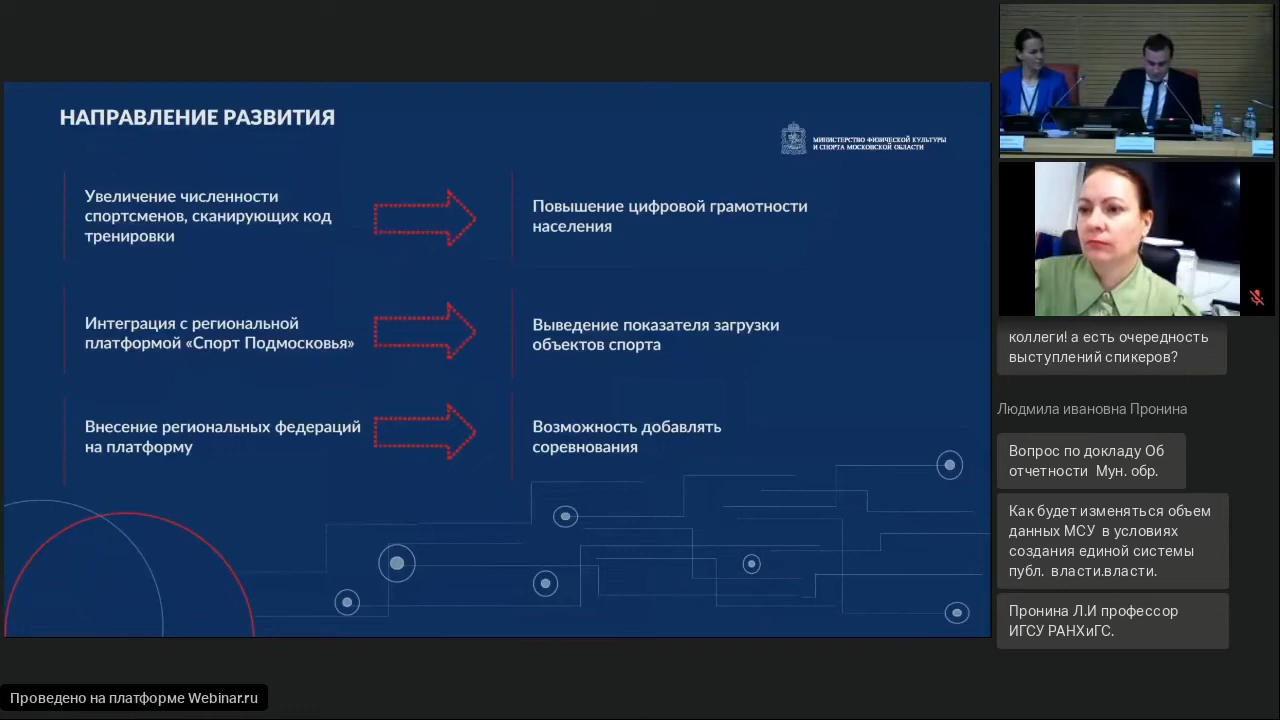 НАПРАВЛЕНИЕ РАЗВИТИЯ
МИНИСТЕРСТВО ФИЗИЧЕСКОЙ КУЛЬТУРЫ
И СПОРТА МОСКОВСКОЙ ОБЛАСТИ
Увеличение численности
спортсменов, сканирующих код
тренировки
Повышение цифровой грамотности
населения
Интеграция с региональной
платформой «Спорт Подмосковья»
Выведение показателя загрузки
объектов спорта
Внесение региональных федераций
на платформу
Возможность добавлять
соревнования
коллеги! а есть очередность
выступлений спикеров?
Людмила ивановна Пронина
Вопрос по докладу Об
отчетности Мун. обр.
Как будет изменяться объем
данных МСУ в условиях
создания единой системы
публ. власти.власти.
Пронина Л.И профессор
ИГСУ РАНХиГС.
Проведено на платформе Webinar.ru